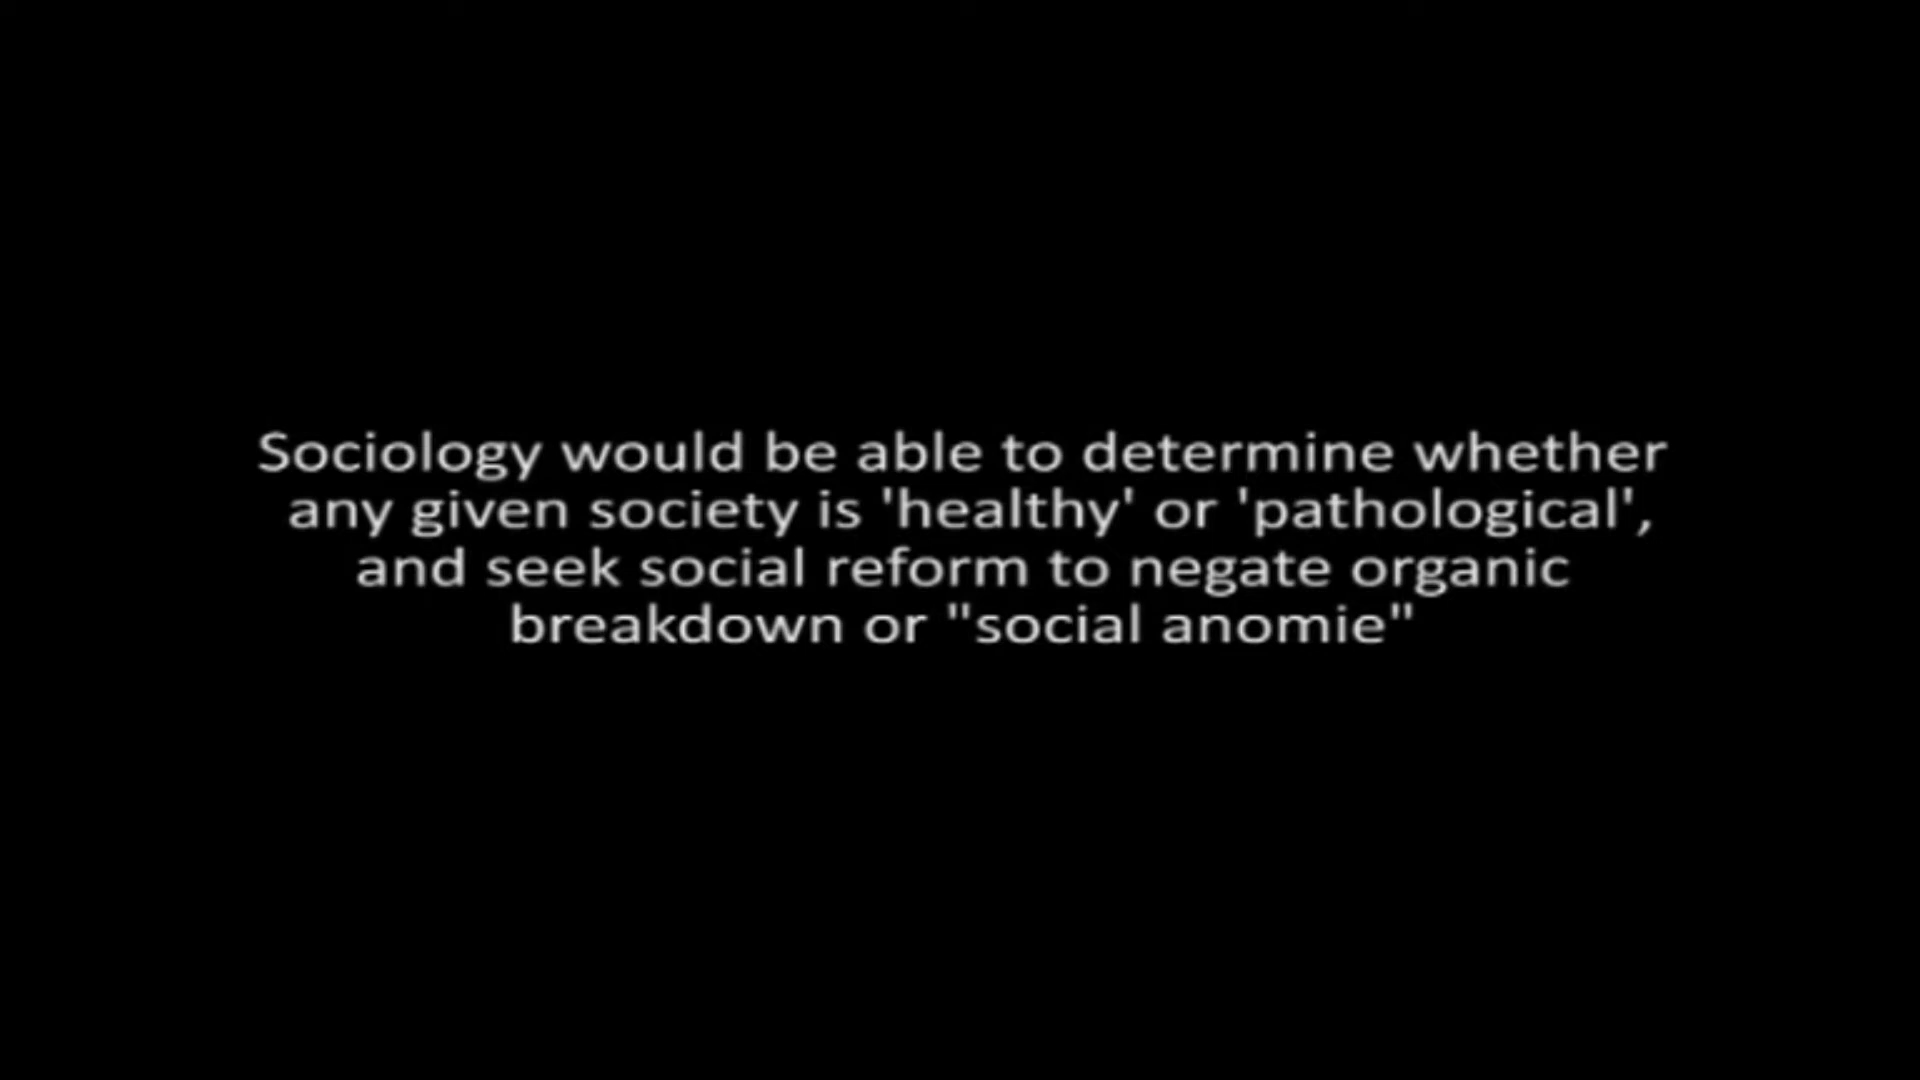 Sociology would be able to determine whether
any given society is 'healthy' or 'pathological',
and seek social reform to negate organic
breakdown or "social anomie"